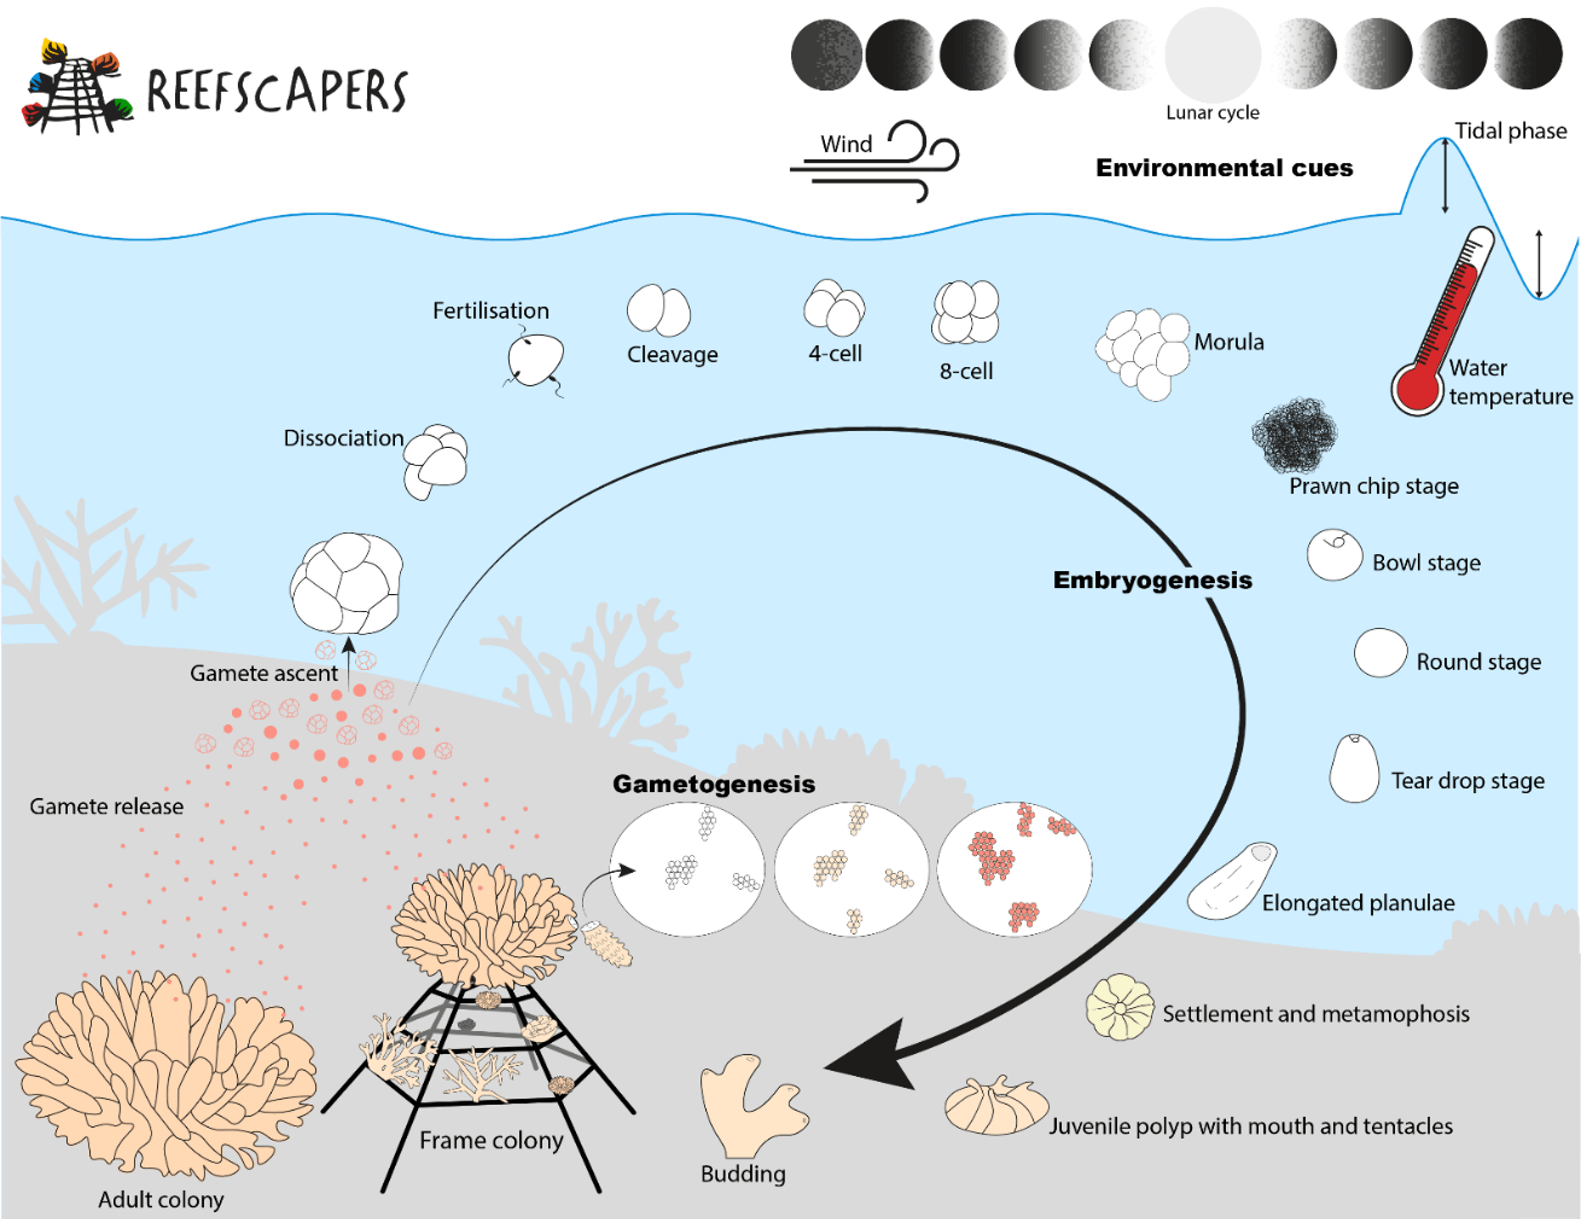 REEFSCAPERS
Lunar cycle
Wind
Tidal phase
Environmental cues
Fertilisation
Cleavage
4-cell
8-cell
Morula
Water
temperature
Dissociation
Prawn chip stage
Bowl stage
Embryogenesis
Round stage
Gamete ascent
Tear drop stage
Gametogenesis
Gamete release
Elongated planulae
Settlement and metamophosis
Juvenile polyp with mouth and tentacles
Frame colony
Budding
Adult colony